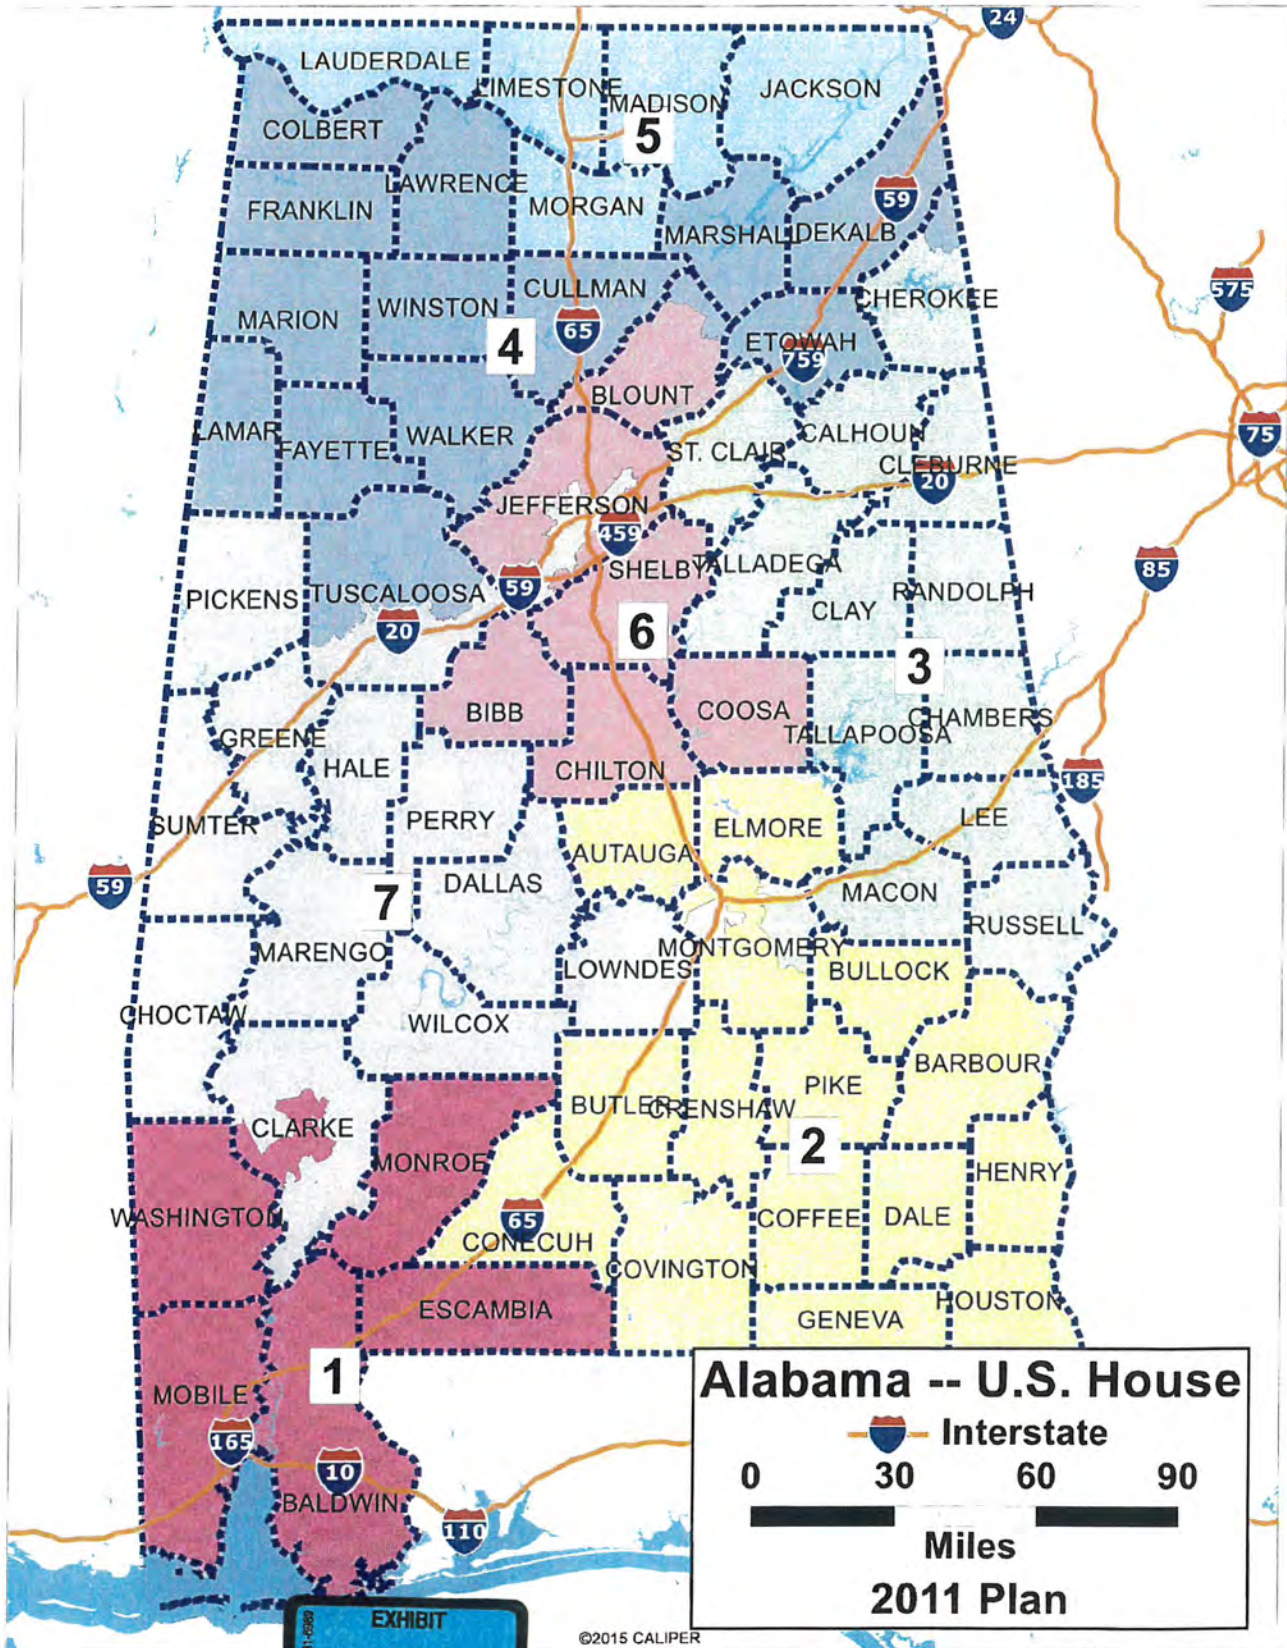 24
LAUDERDALE
LIMESTONE
MADISON
JACKSON
COLBERT
5
LAWRENCE
59
FRANKLIN
MORGAN
MARSHALL
DEKALB
CULLMAN
CHEROKEE
575
WINSTON
MARION
65
4
ETOWAH
759
BLOUNT
LAMAR
FAYETTE
WALKER
ST. CLAIR
CALHOUN
75
CLEBURNE
20
JEFFERSON
459
SHELBY
TALLADEGA
85
PICKENS
TUSCALOOSA
59
CLAY
RANDOLPH
20
6
3
BIBB
COOSA
CHAMBERS
GREENE
TALLAPOOSA
HALE
CHILTON
185
SUMTER
PERRY
ELMORE
LEE
AUTAUGA
59
DALLAS
MACON
7
RUSSELL
MARENGO
MONTGOMERY
LOWNDES
BULLOCK
CHOCTAW
WILCOX
BARBOUR
PIKE
BUTLER
CRENSHAW
CLARKE
2
MONROE
HENRY
WASHINGTON
65
COFFEE
DALE
CONECUH
COVINGTON
ESCAMBIA
HOUSTON
GENEVA
1
MOBILE
165
10
BALDWIN
110
Alabama -- U.S. House
Interstate
0 30 60 90
Miles
2011 Plan
EXHIBIT
©2015 CALIPER